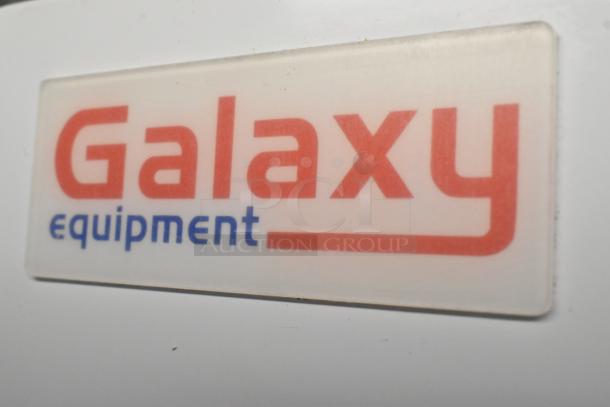 Galaxy
equipment
PCI
AUCTION GROUP